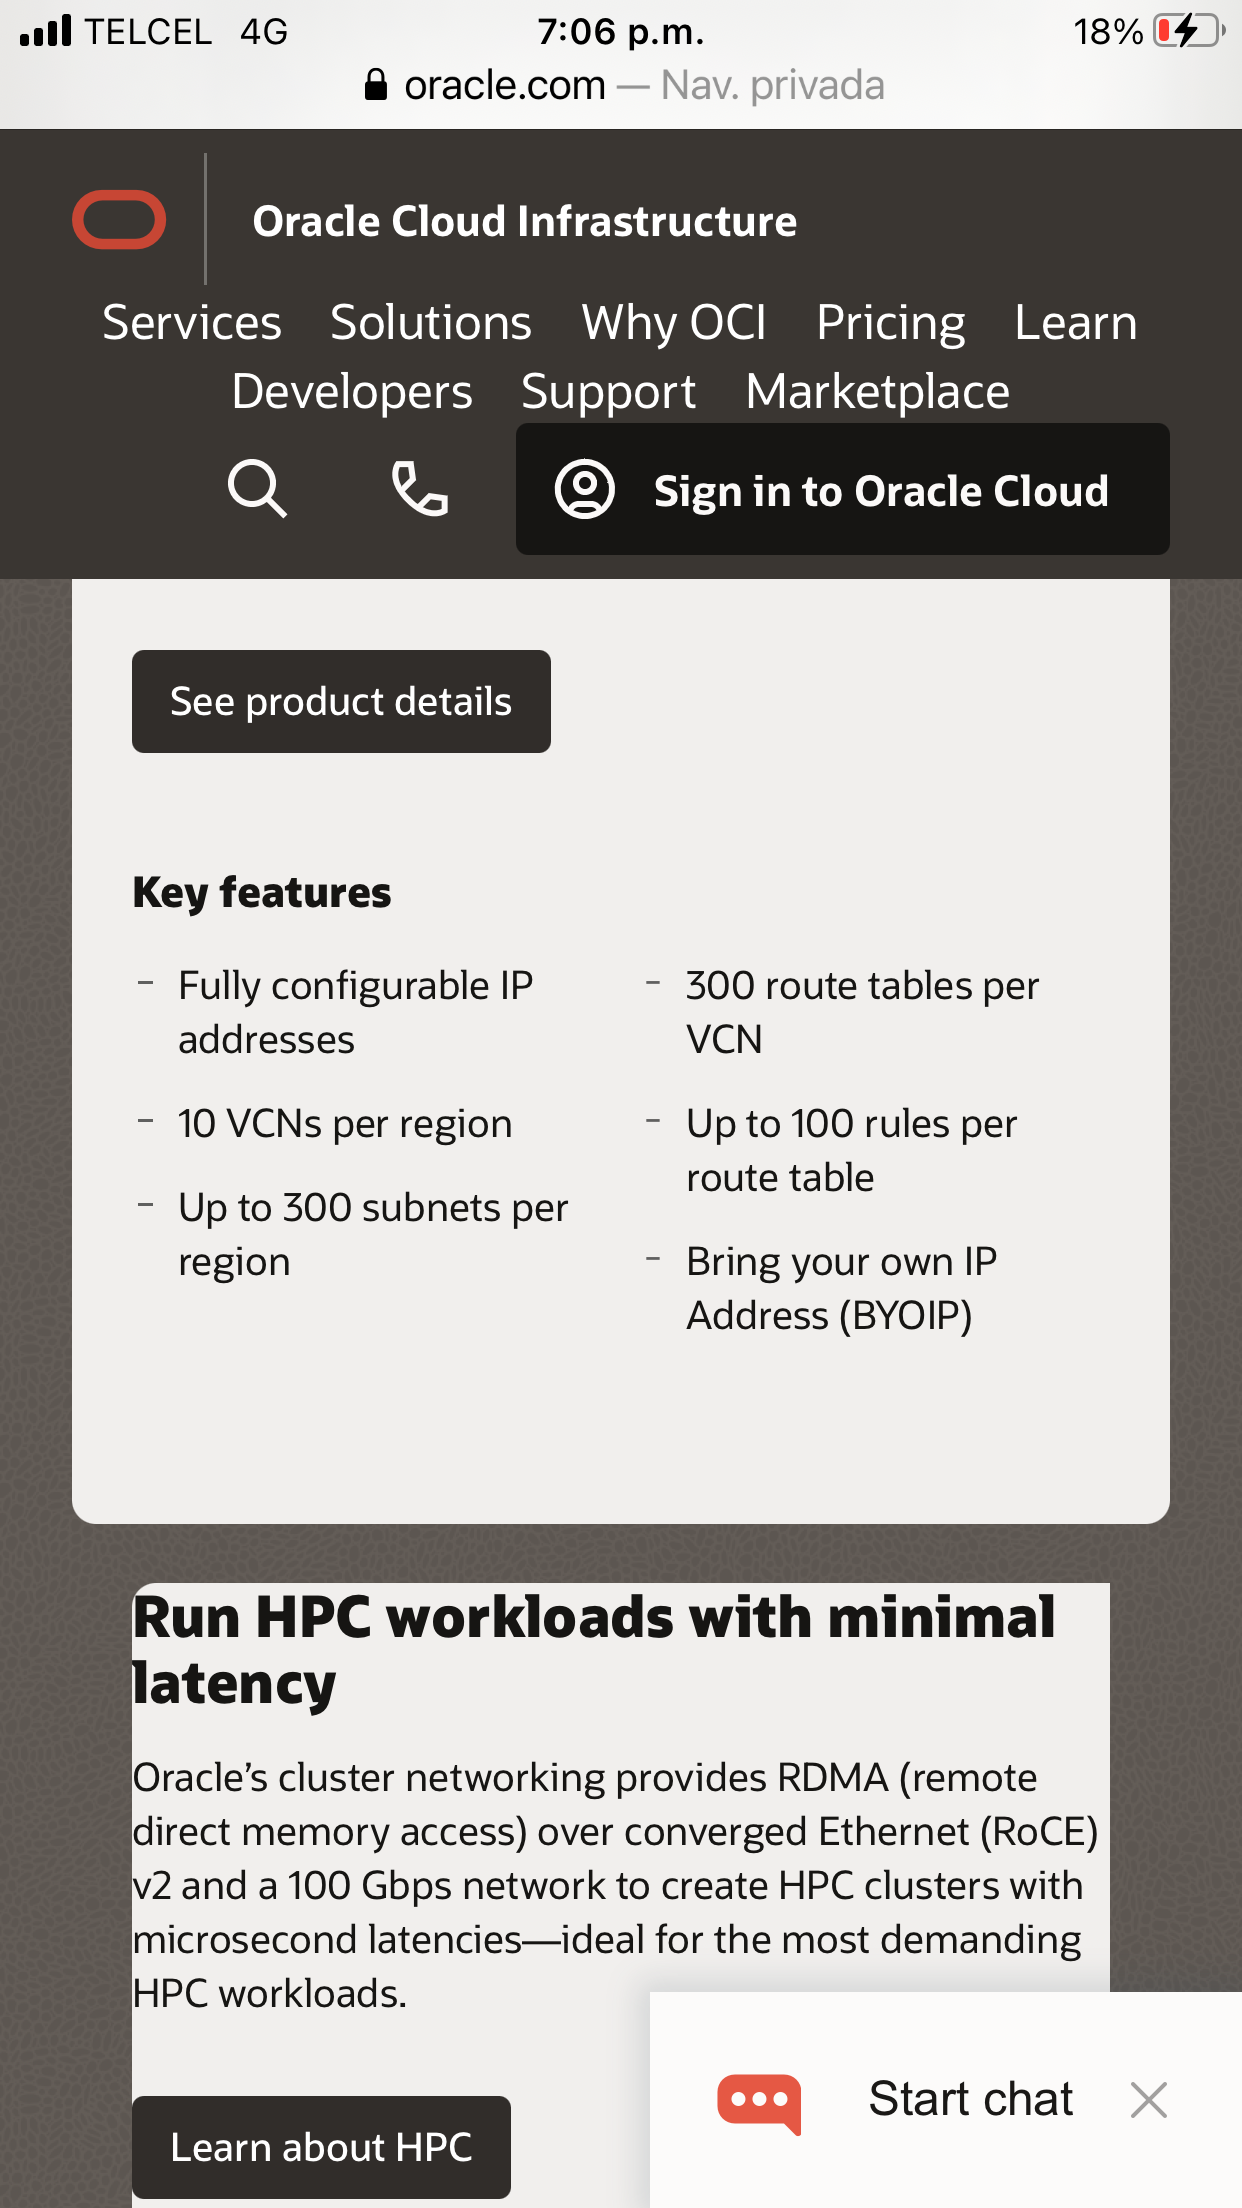 TELCEL 4G 7:06 p.m. 18%
oracle.com — Nav. privada
Oracle Cloud Infrastructure
Services Solutions Why OCI Pricing Learn
Developers Support Marketplace
Sign in to Oracle Cloud
See product details
Key features
– Fully configurable IP
addresses
– 10 VCNs per region
– Up to 300 subnets per
region
– 300 route tables per
VCN
– Up to 100 rules per
route table
– Bring your own IP
Address (BYOIP)
Run HPC workloads with minimal
latency
Oracle’s cluster networking provides RDMA (remote
direct memory access) over converged Ethernet (RoCE)
v2 and a 100 Gbps network to create HPC clusters with
microsecond latencies—ideal for the most demanding
HPC workloads.
Learn about HPC
Start chat